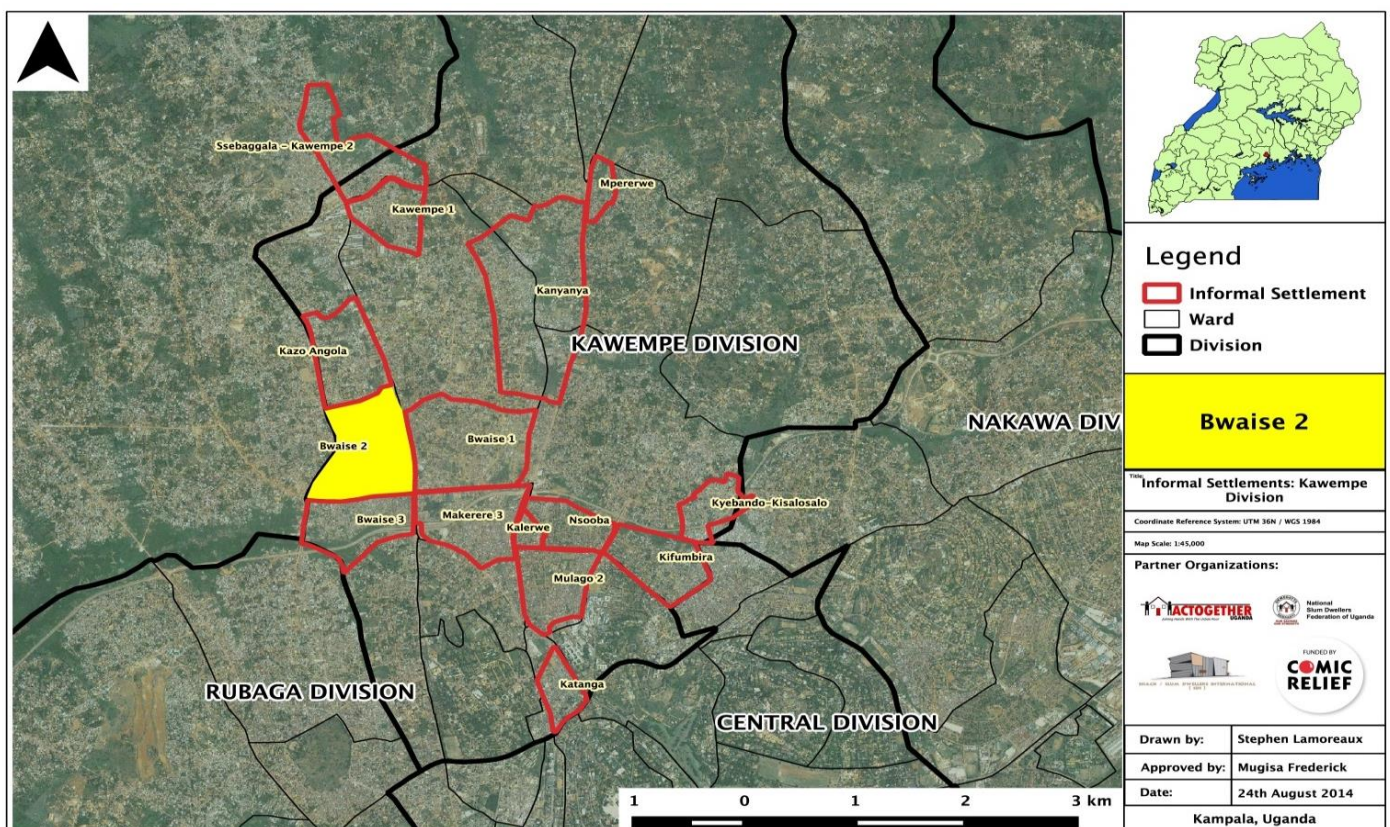 Ssebaggala - Kawempe 2
Mpererwe
Kawempe 1
Kanyanya
KAWEMPE DIVISION
Kazo Angola
NAKAWA DIV
Bwaise 2
Bwaise 1
Kyebando-Kisalosalo
Bwaise 3
Makerere 3
Kalerwe
Nsooba
Kifumbira
Mulago 2
RUBAGA DIVISION
Katanga
CENTRAL DIVISION
1 0 1 2 3 km
Legend
Informal Settlement
Ward
Division
Bwaise 2
Title:
Informal Settlements: Kawempe
Division
Coordinate Reference System: UTM 36N / WGS 1984
Map Scale: 1:45,000
Partner Organizations:
ACTOGETHER
UGANDA
National
Slum Dwellers
Federation of Uganda
FUNDED BY
COMIC
RELIEF
Drawn by: Stephen Lamoreaux
Approved by: Mugisa Frederick
Date: 24th August 2014
Kampala, Uganda